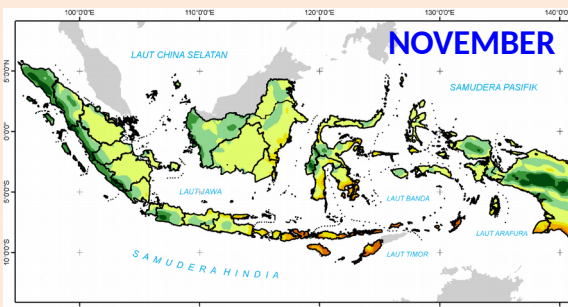 100°0'0"E 110°0'0"E 120°0'0"E 130°0'0"E 140°0'
NOVEMBER
LAUT CHINA SELATAN
SAMUDERA PASIFIK
5°0'0"N
0°0'0"
5°0'0"S
10°0'0"S
LAUT JAWA
LAUT BANDA
LAUT ARAFURA
LAUT TIMOR
SAMUDERA HINDIA